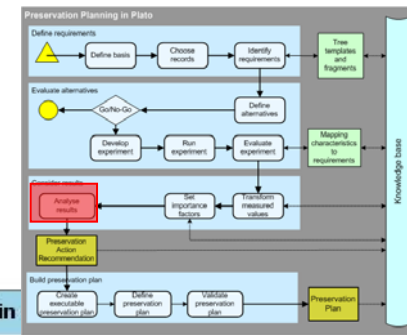 Preservation Planning in Plato
Define requirements
Define basis
Choose
records
Identify
requirements
Tree
templates
and
fragments
Evaluate alternatives
Go/No-Go
Define
alternatives
Develop
experiment
Run
experiment
Evaluate
experiment
Mapping
characteristics
to
requirements
Knowledge base
Consider results
Analyse
results
Set
importance
factors
Transform
measured
values
Preservation
Action
Recommendation
Build preservation plan
in
Create
executable
preservation plan
Define
preservation
plan
Validate
preservation
plan
Preservation
Plan